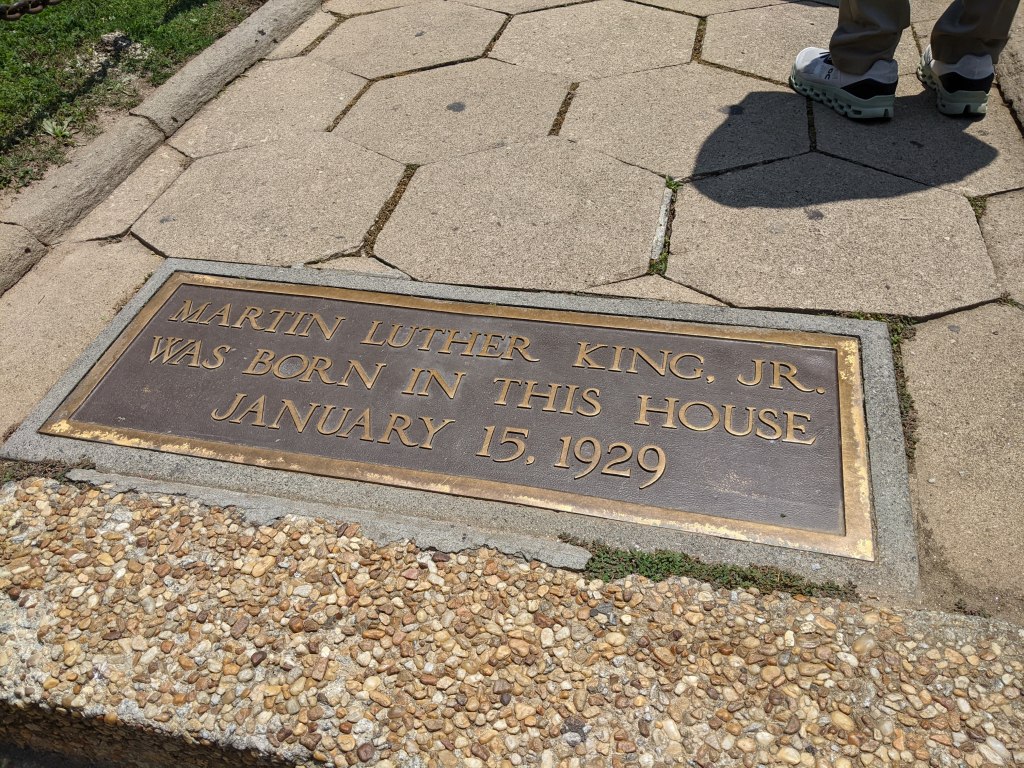 MARTIN LUTHER KING, JR.
WAS BORN IN THIS HOUSE
JANUARY 15, 1929